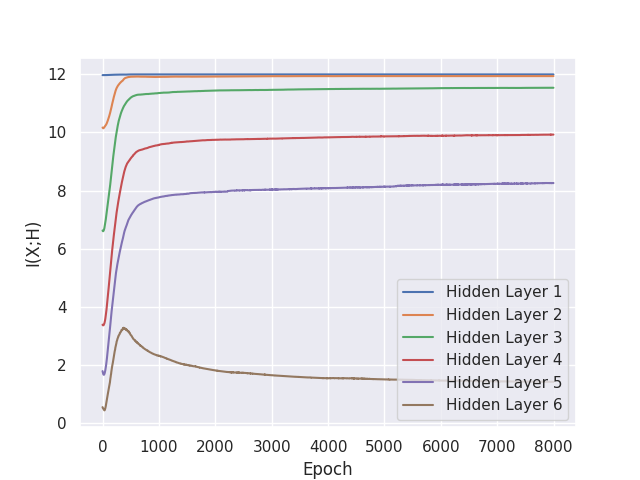 12
10
8
6
4
2
0
I(X;H)
Hidden Layer 1
Hidden Layer 2
Hidden Layer 3
Hidden Layer 4
Hidden Layer 5
Hidden Layer 6
0 1000 2000 3000 4000 5000 6000 7000 8000
Epoch